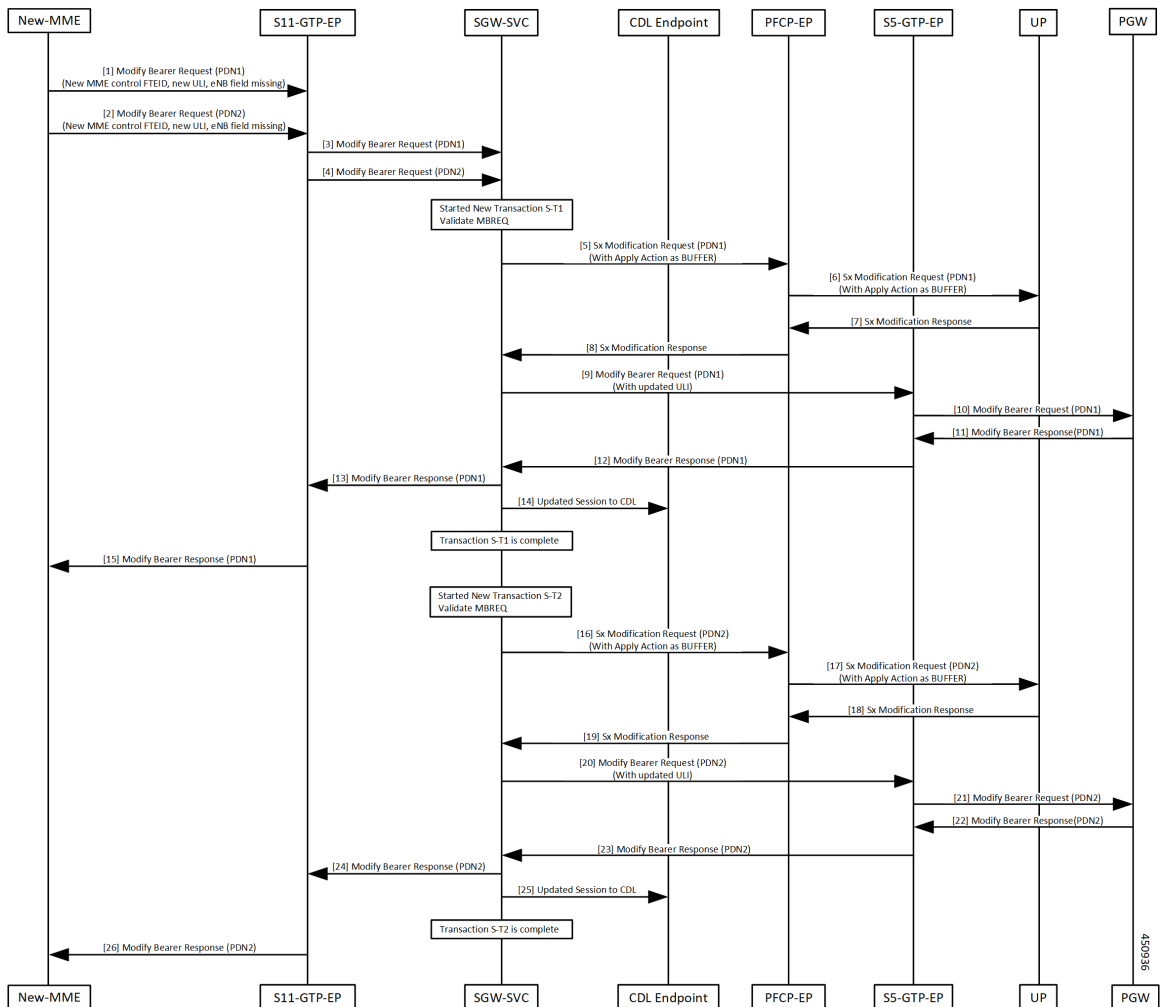 New-MME
S11-GTP-EP
SGW-SVC
CDL Endpoint
PFCP-EP
S5-GTP-EP
UP
PGW
[1] Modify Bearer Request (PDN1)
(New MME control FTEID, new ULI, eNB field missing)
[2] Modify Bearer Request (PDN2)
(New MME control FTEID, new ULI, eNB field missing)
[3] Modify Bearer Request (PDN1)
[4] Modify Bearer Request (PDN2)
Started New Transaction S-T1
Validate MBREQ
[5] Sx Modification Request (PDN1)
(With Apply Action as BUFFER)
[6] Sx Modification Request (PDN1)
(With Apply Action as BUFFER)
[7] Sx Modification Response
[8] Sx Modification Response
[9] Modify Bearer Request (PDN1)
(With updated ULI)
[10] Modify Bearer Request (PDN1)
[11] Modify Bearer Response(PDN1)
[12] Modify Bearer Response (PDN1)
[13] Modify Bearer Response (PDN1)
[14] Updated Session to CDL
Transaction S-T1 is complete
[15] Modify Bearer Response (PDN1)
Started New Transaction S-T2
Validate MBREQ
[16] Sx Modification Request (PDN2)
(With Apply Action as BUFFER)
[17] Sx Modification Request (PDN2)
(With Apply Action as BUFFER)
[18] Sx Modification Response
[19] Sx Modification Response
[20] Modify Bearer Request (PDN2)
(With updated ULI)
[21] Modify Bearer Request (PDN2)
[22] Modify Bearer Response(PDN2)
[23] Modify Bearer Response (PDN2)
[24] Modify Bearer Response (PDN2)
[25] Updated Session to CDL
Transaction S-T2 is complete
[26] Modify Bearer Response (PDN2)
450936
New-MME
S11-GTP-EP
SGW-SVC
CDL Endpoint
PFCP-EP
S5-GTP-EP
UP
PGW